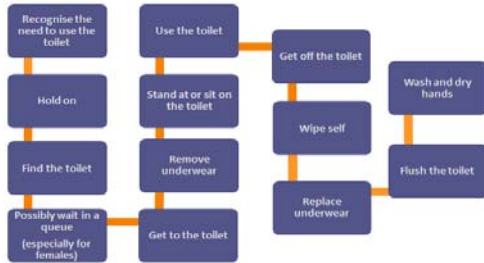 Recognise the
need to use the
toilet
Hold on
Find the toilet
Possibly wait in a
queue
(especially for
females)
Get to the toilet
Remove
underwear
Stand at or sit on
the toilet
Use the toilet
Get off the toilet
Wipe self
Replace
underwear
Flush the toilet
Wash and dry
hands